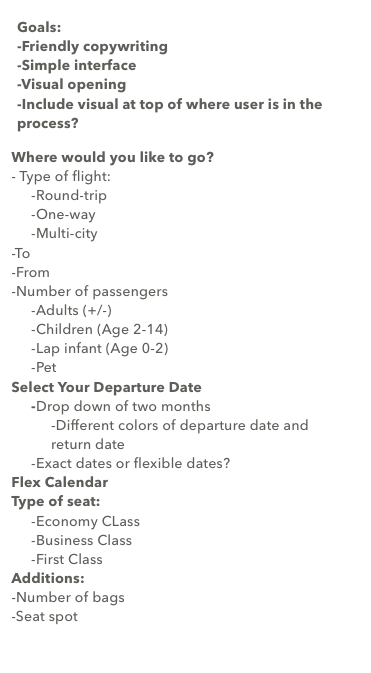 Goals:
-Friendly copywriting
-Simple interface
-Visual opening
-Include visual at top of where user is in the
process?
Where would you like to go?
- Type of flight:
-Round-trip
-One-way
-Multi-city
-To
-From
-Number of passengers
-Adults (+/-)
-Children (Age 2-14)
-Lap infant (Age 0-2)
-Pet
Select Your Departure Date
-Drop down of two months
-Different colors of departure date and
return date
-Exact dates or flexible dates?
Flex Calendar
Type of seat:
-Economy CLass
-Business Class
-First Class
Additions:
-Number of bags
-Seat spot